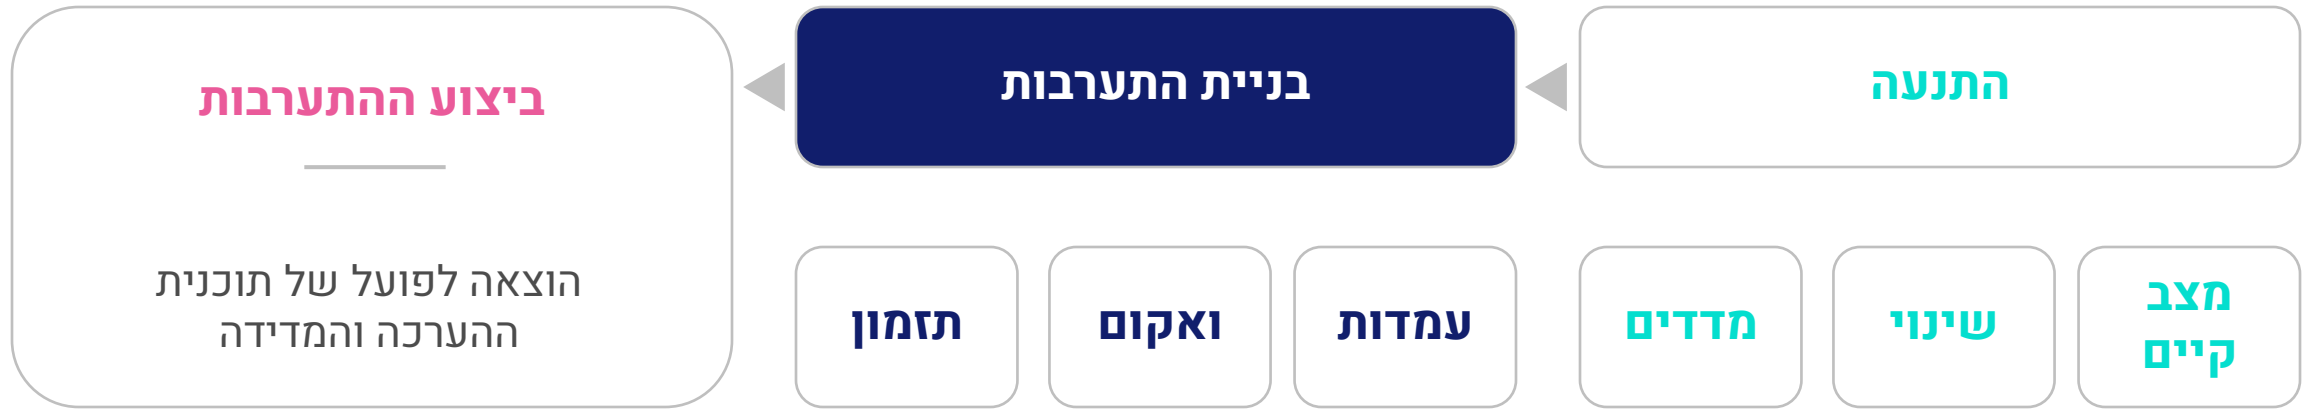 התנעה
מצב
קיים
שינוי
מדדים
בניית התערבות
עמדות
ואקום
תזמון
ביצוע ההתערבות
הוצאה לפועל של תוכנית
ההערכה והמדידה